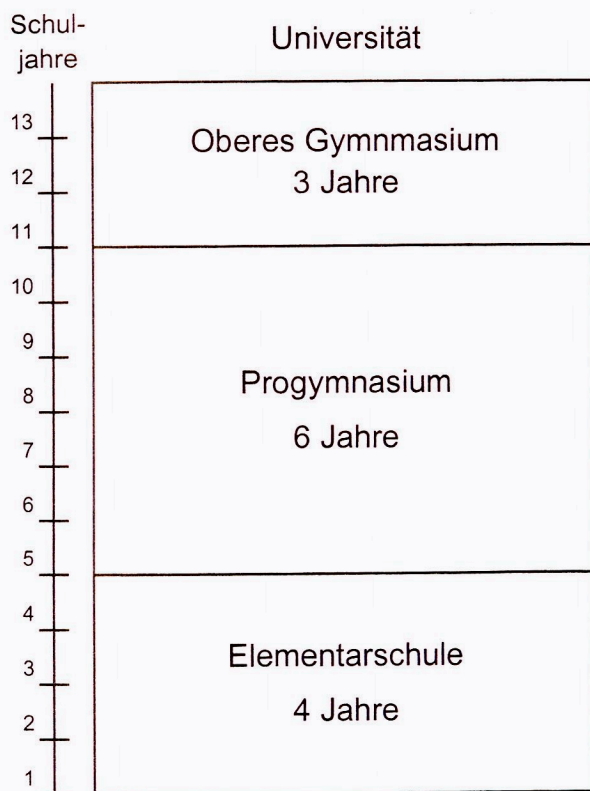 Schul-
jahre
Universität
13
Oberes Gymnmasium
12
3 Jahre
11
10
9
Progymnasium
8
6 Jahre
7
6
5
4
Elementarschule
3
4 Jahre
2
1